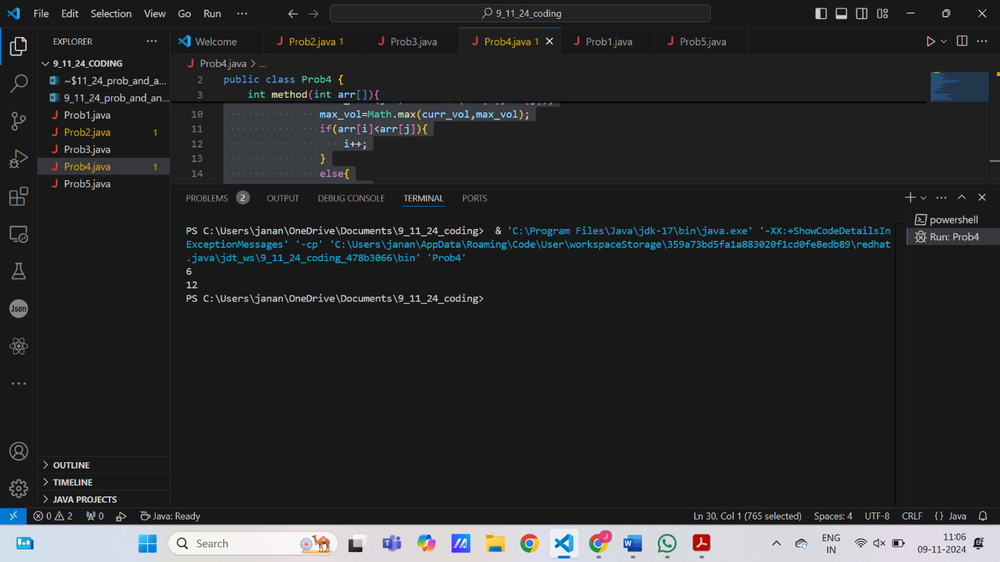 File Edit Selection View Go Run ···
9_11_24_coding
EXPLORER ···
Welcome
Prob2.java 1
Prob3.java
Prob4.java 1
Prob1.java
Prob5.java
9_11_24_CODING
~$11_24_prob_and_a...
9_11_24_prob_and_an...
Prob1.java
Prob2.java 1
Prob3.java
Prob4.java 1
Prob5.java
Prob4.java > ...
2 public class Prob4 {
3 int method(int arr[]){
10 max_vol=Math.max(curr_vol,max_vol);
11 if(arr[i]<arr[j]){
12 i++;
13 }
14 else{
PROBLEMS 2 OUTPUT DEBUG CONSOLE TERMINAL PORTS
PS C:\Users\janan\OneDrive\Documents\9_11_24_coding> & 'C:\Program Files\Java\jdk-17\bin\java.exe' '-XX:+ShowCodeDetailsIn
ExceptionMessages' '-cp' 'C:\Users\janan\AppData\Roaming\Code\User\workspaceStorage\359a73bd5fa1a883020f1cd0fe8edb89\redhat
.java\jdt_ws\9_11_24_coding_478b3066\bin' 'Prob4'
6
12
PS C:\Users\janan\OneDrive\Documents\9_11_24_coding>
powershell
Run: Prob4
Json
OUTLINE
TIMELINE
JAVA PROJECTS
0 2 0 Java: Ready
Ln 30, Col 1 (765 selected) Spaces: 4 UTF-8 CRLF {} Java
Search
J
ENG
IN
11:06
09-11-2024